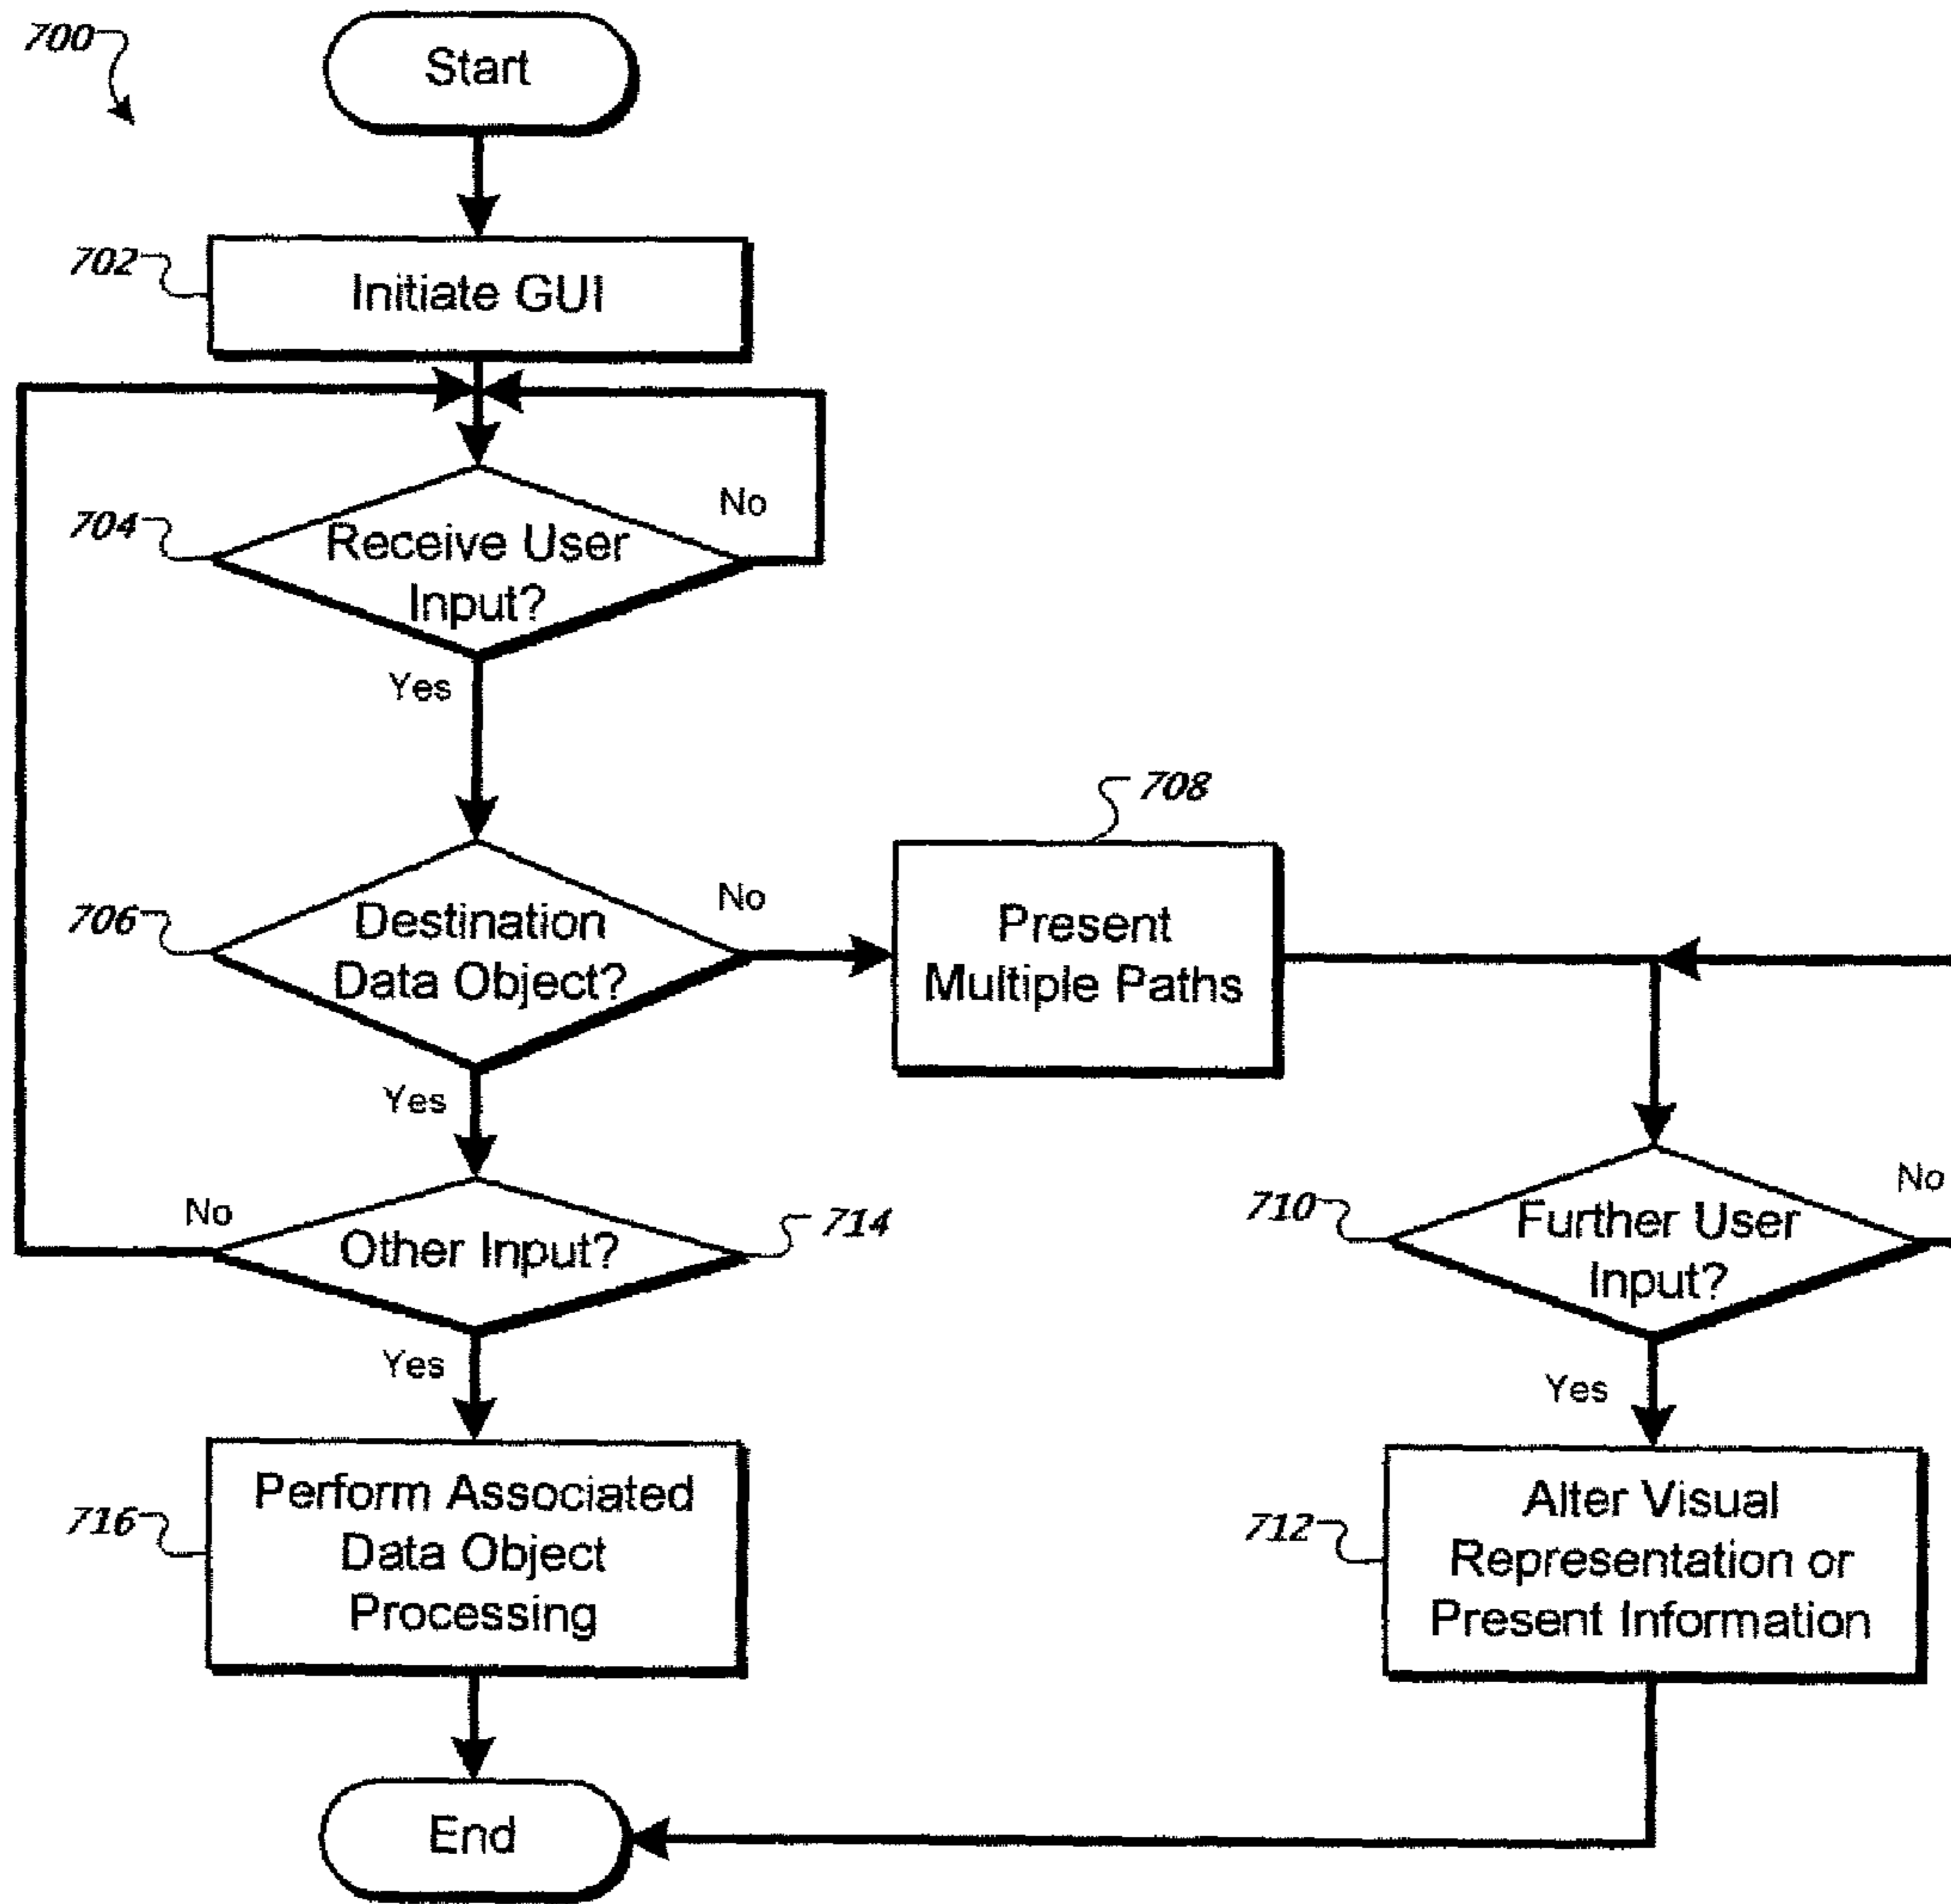 700
Start
702
Initiate GUI
704
Receive User
Input?
No
Yes
706
Destination
Data Object?
No
Yes
708
Present
Multiple Paths
714
Other Input?
No
Yes
710
Further User
Input?
No
Yes
716
Perform Associated
Data Object
Processing
712
Alter Visual
Representation or
Present Information
End